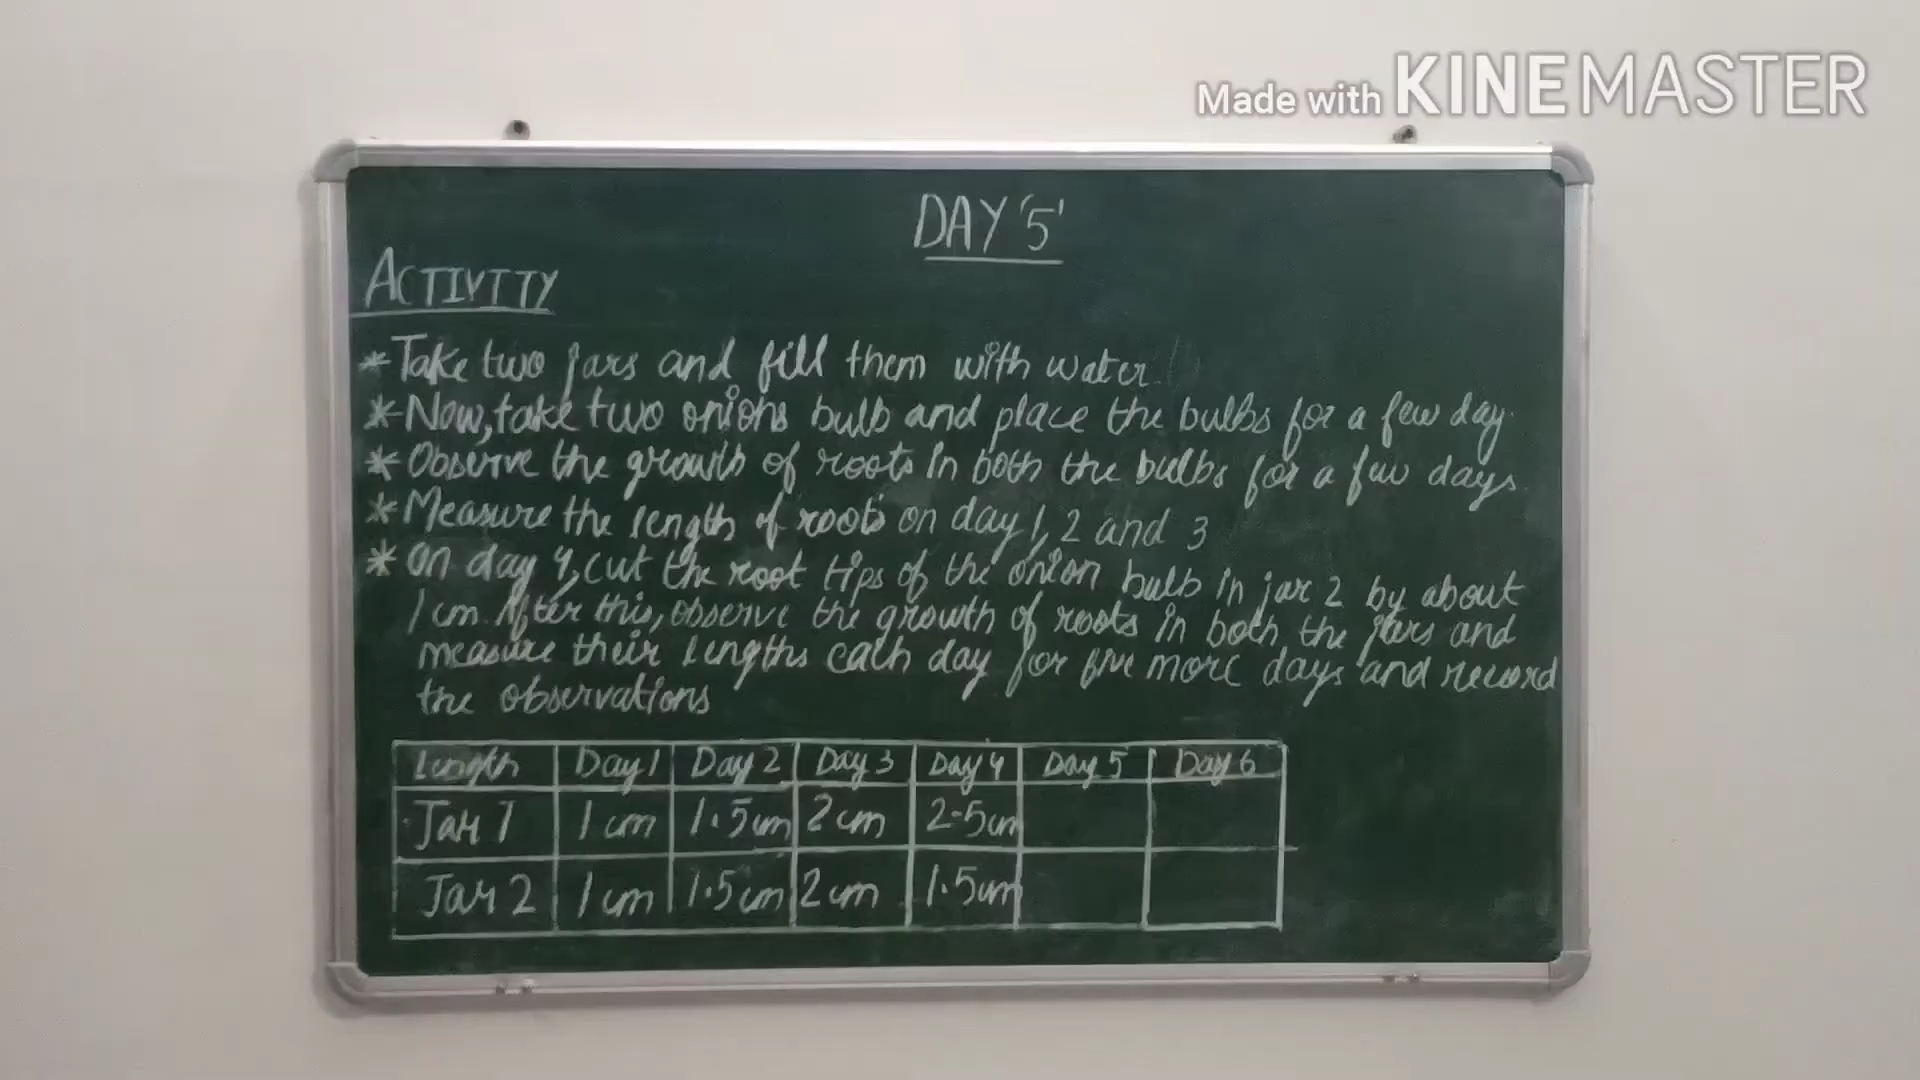 Made with KINEMASTER
DAY '5'
ACTIVITY
* Take two jars and fill them with water.
* Now, take two onions bulb and place the bulbs for a few day.
* Observe the growth of roots in both the bulbs for a few days.
* Measure the length of roots on day 1, 2 and 3
* On day 4, cut the root tips of the onion bulb in jar 2 by about
1 cm. After this, observe the growth of roots in both the jars and
measure their lengths each day for five more days and record
the observations
Length Day 1 Day 2 Day 3 Day 4 Day 5 Day 6
Jar 1 1 cm 1.5 cm 2 cm 2.5 cm
Jar 2 1 cm 1.5 cm 2 cm 1.5 cm